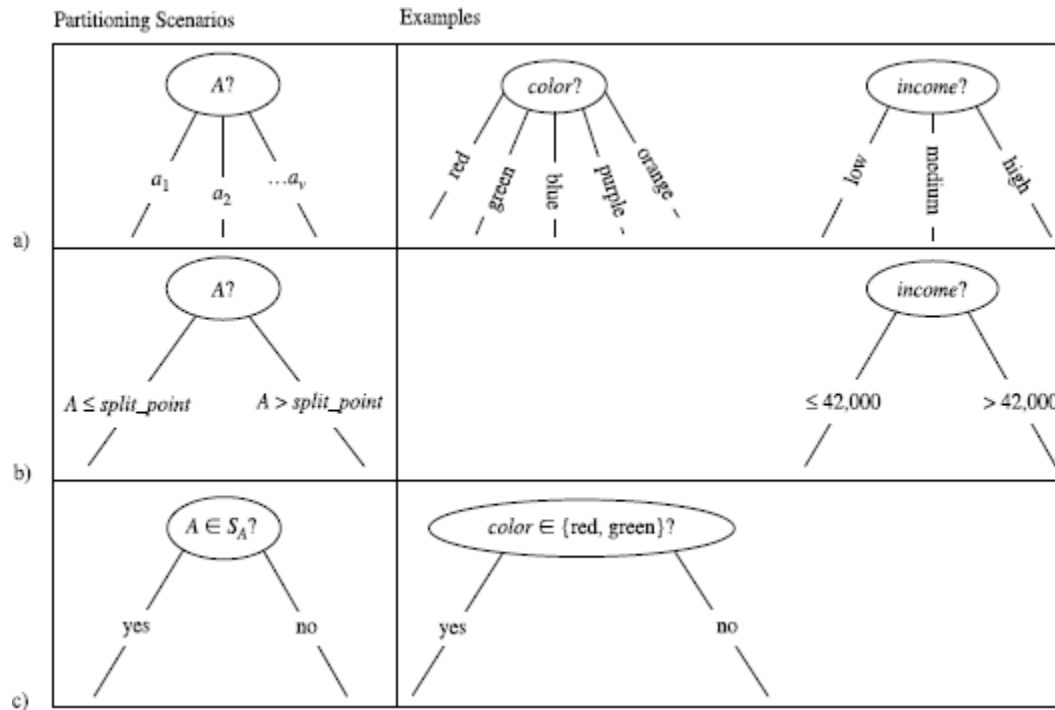 Partitioning Scenarios
Examples
A?
a1
a2
...av
color?
red
green
blue
purple
orange
income?
low
medium
high
a)
A?
A ≤ split_point
A > split_point
income?
≤ 42,000
> 42,000
b)
A ∈ SA?
yes
no
color ∈ {red, green}?
yes
no
c)